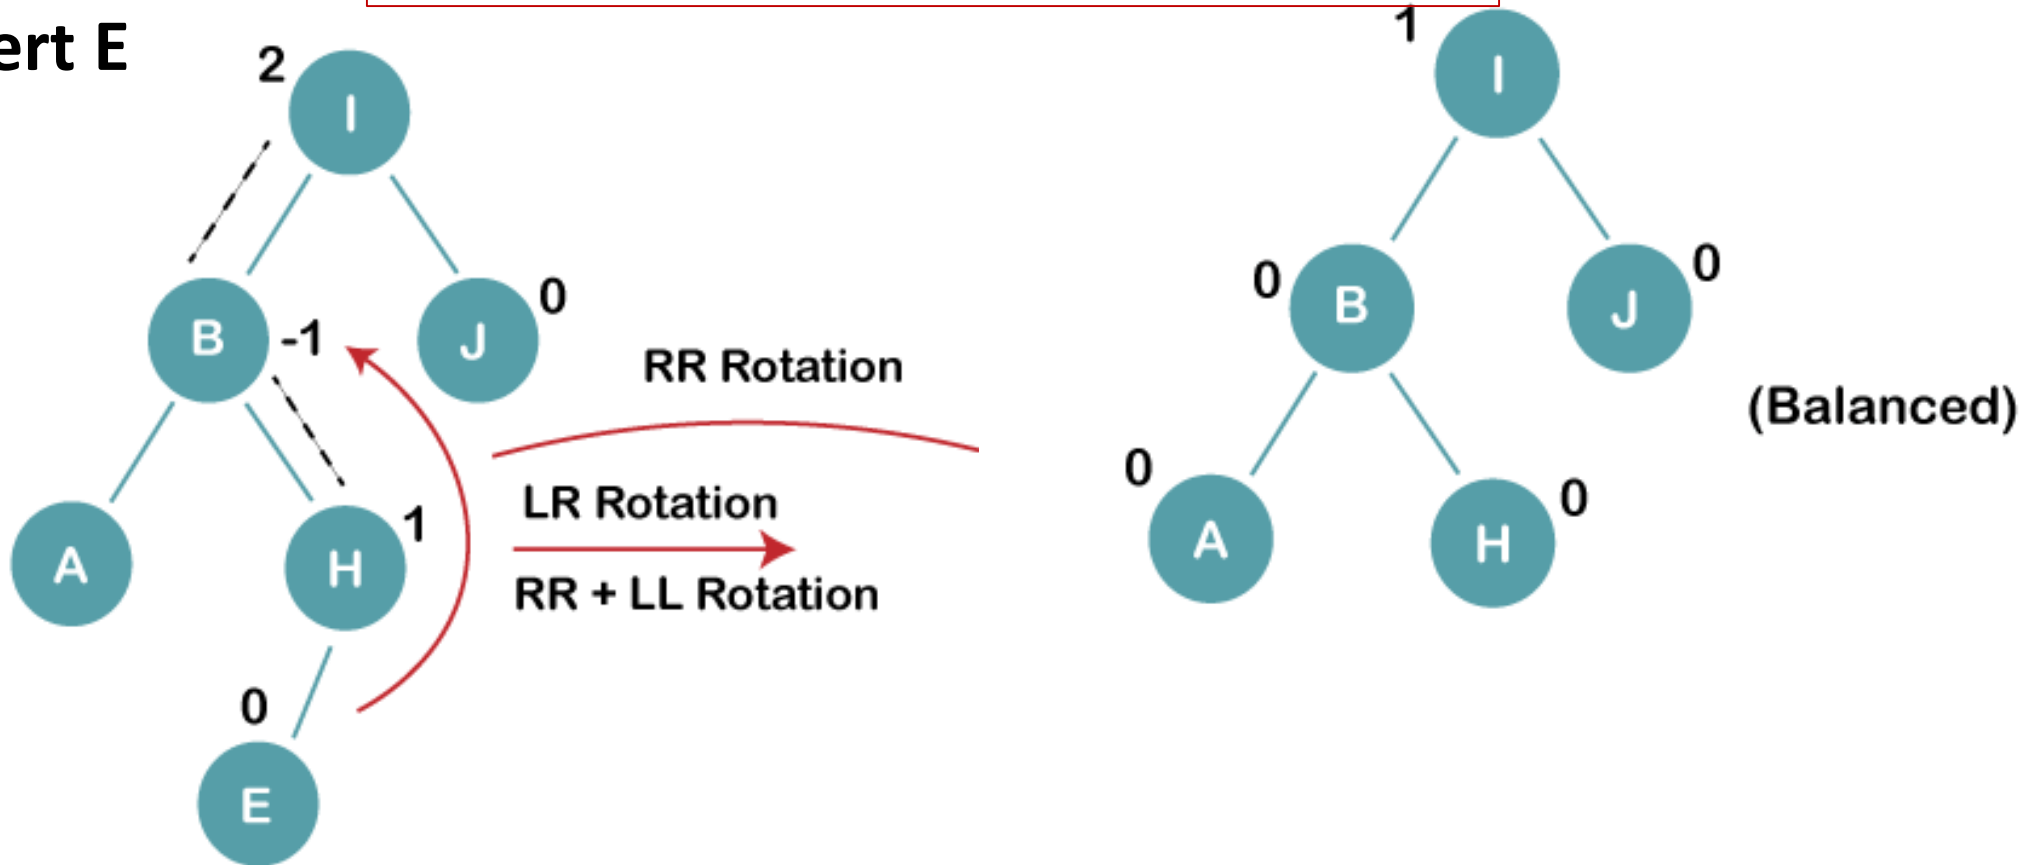 ert E
2
I
B
-1
J
0
A
H
1
0
E
RR Rotation
LR Rotation
RR + LL Rotation
1
I
0
B
J
0
(Balanced)
0
A
H
0